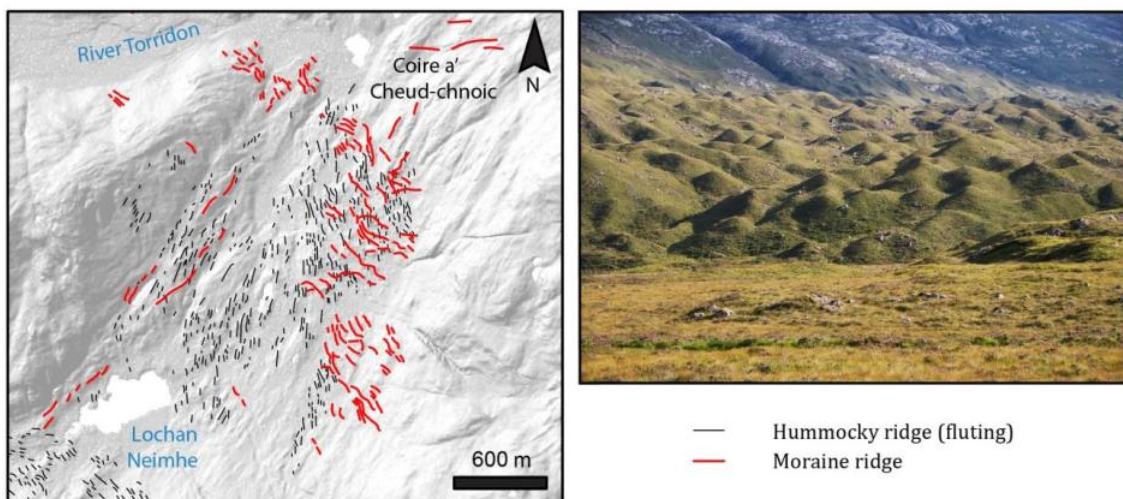 River Torridon
Coire a'
Cheud-chnoic
N
Lochan
Neimhe
600 m
Hummocky ridge (fluting)
Moraine ridge